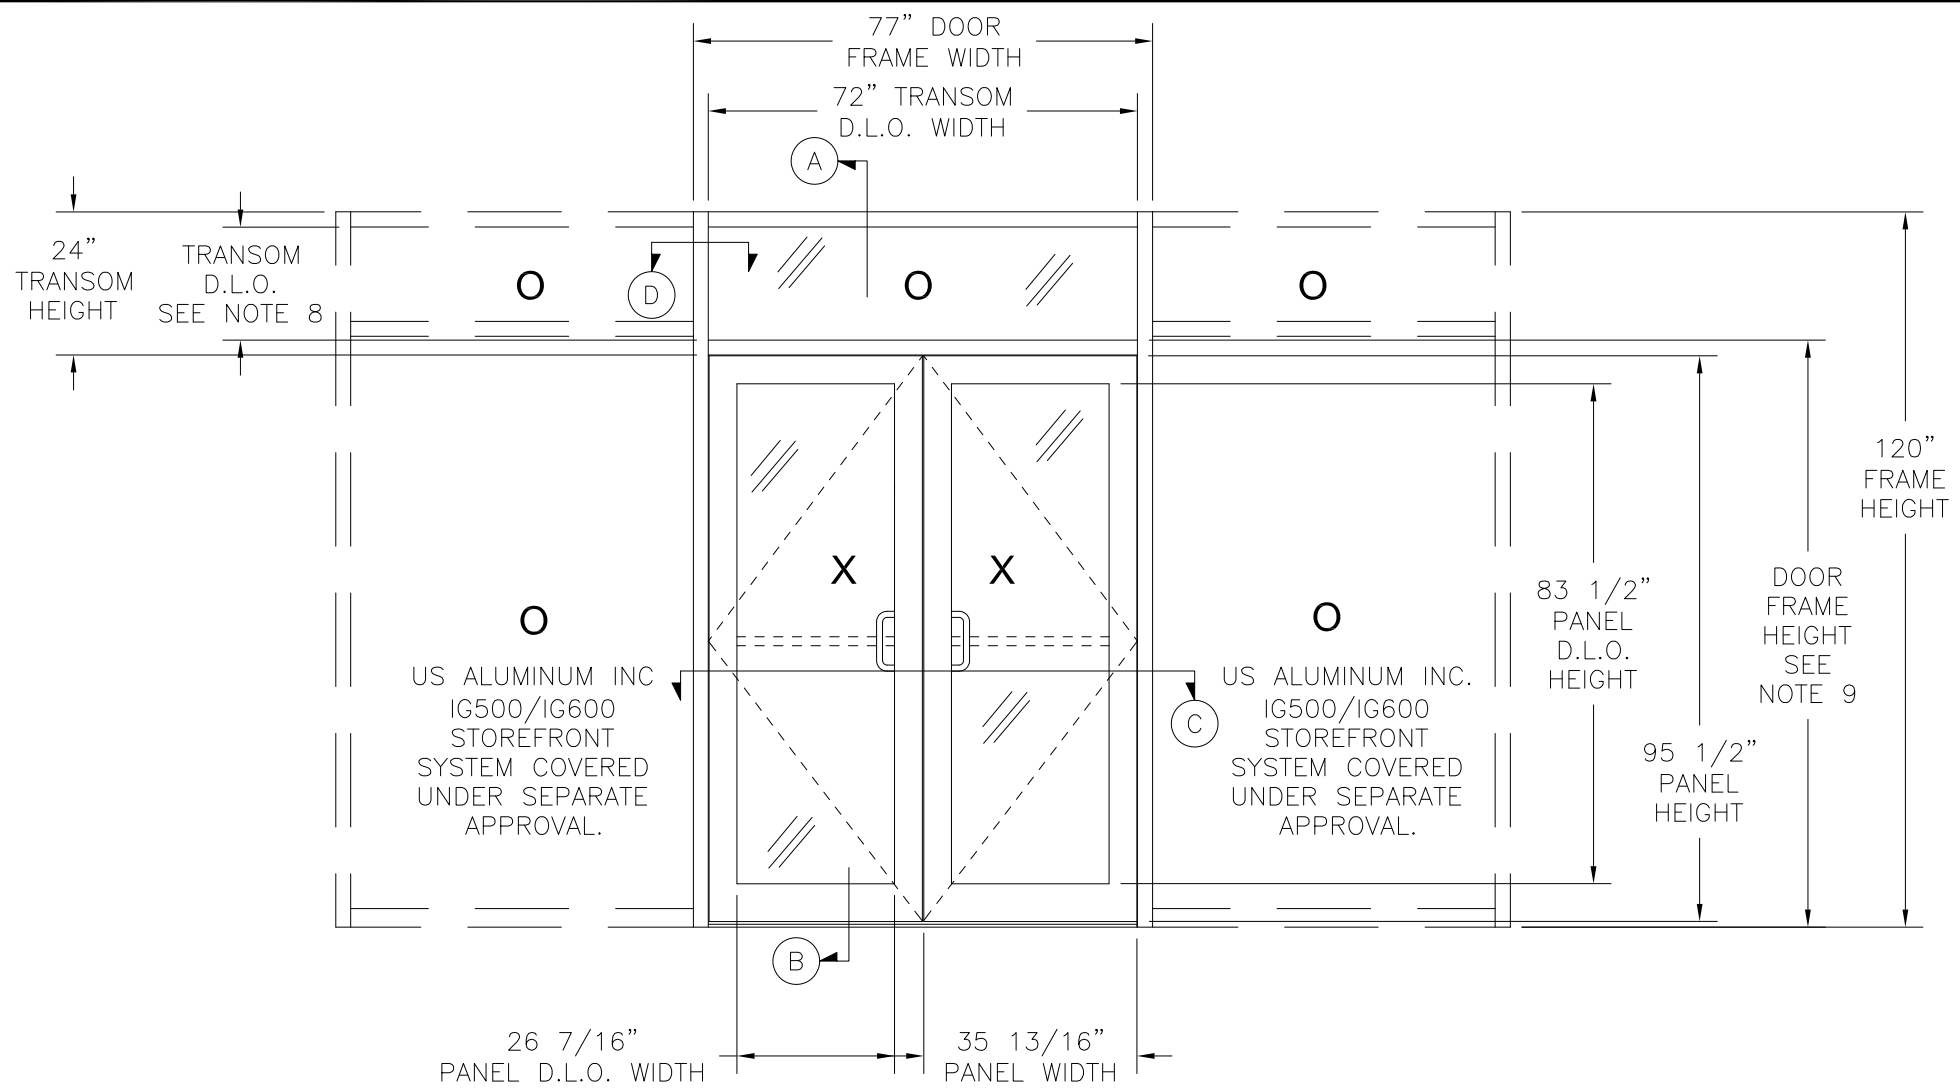 77” DOOR
FRAME WIDTH
72” TRANSOM
D.L.O. WIDTH
A
24”
TRANSOM
HEIGHT
TRANSOM
D.L.O.
SEE NOTE 8
O
D
O
O
120”
FRAME
HEIGHT
X
X
83 1/2”
PANEL
D.L.O.
HEIGHT
DOOR
FRAME
HEIGHT
SEE
NOTE 9
O
US ALUMINUM INC
IG500/IG600
STOREFRONT
SYSTEM COVERED
UNDER SEPARATE
APPROVAL.
O
US ALUMINUM INC.
IG500/IG600
STOREFRONT
SYSTEM COVERED
UNDER SEPARATE
APPROVAL.
C
95 1/2”
PANEL
HEIGHT
B
26 7/16”
PANEL D.L.O. WIDTH
35 13/16”
PANEL WIDTH